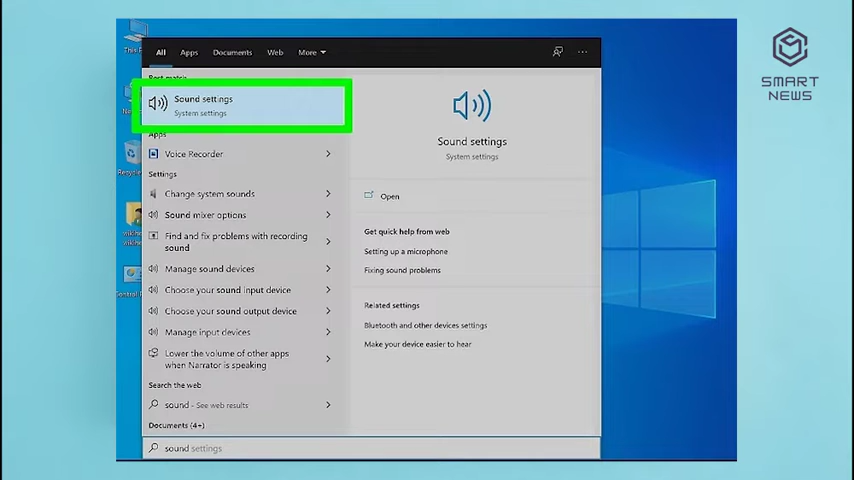 All Apps Documents Web More
SMART
NEWS
Best match
Sound settings
System settings
Apps
Voice Recorder
Settings
Change system sounds
Sound mixer options
Find and fix problems with recording
sound
Manage sound devices
Choose your sound input device
Choose your sound output device
Manage input devices
Lower the volume of other apps
when Narrator is speaking
Search the web
sound - See web results
Documents (4+)
sound settings
Sound settings
System settings
Open
Get quick help from web
Setting up a microphone
Fixing sound problems
Related settings
Bluetooth and other devices settings
Make your device easier to hear